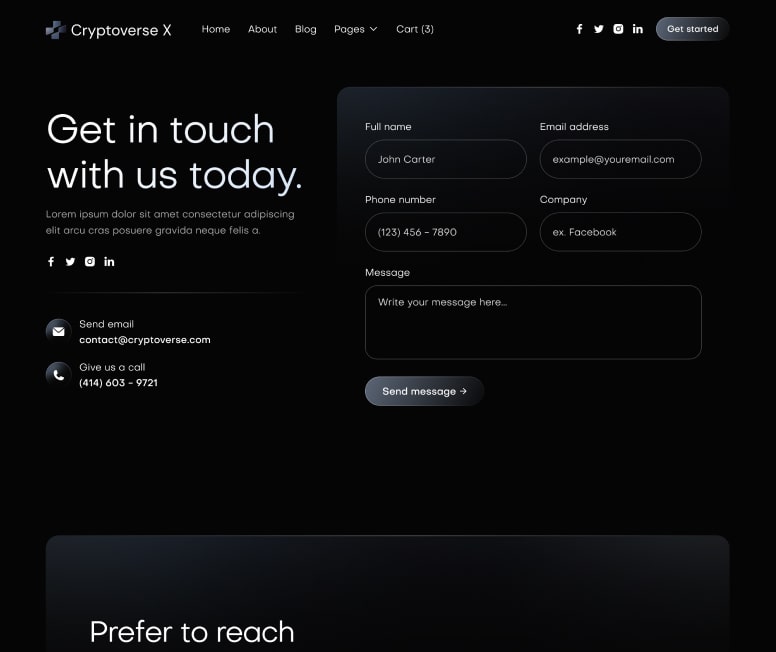 Cryptoverse X
Home About Blog Pages Cart (3)
Get started
Get in touch
with us today.
Lorem ipsum dolor sit amet consectetur adipiscing
elit arcu cras posuere gravida neque felis a.
Send email
contact@cryptoverse.com
Give us a call
(414) 603 - 9721
Full name
John Carter
Email address
example@youremail.com
Phone number
(123) 456 - 7890
Company
ex. Facebook
Message
Write your message here...
Send message →
Prefer to reach